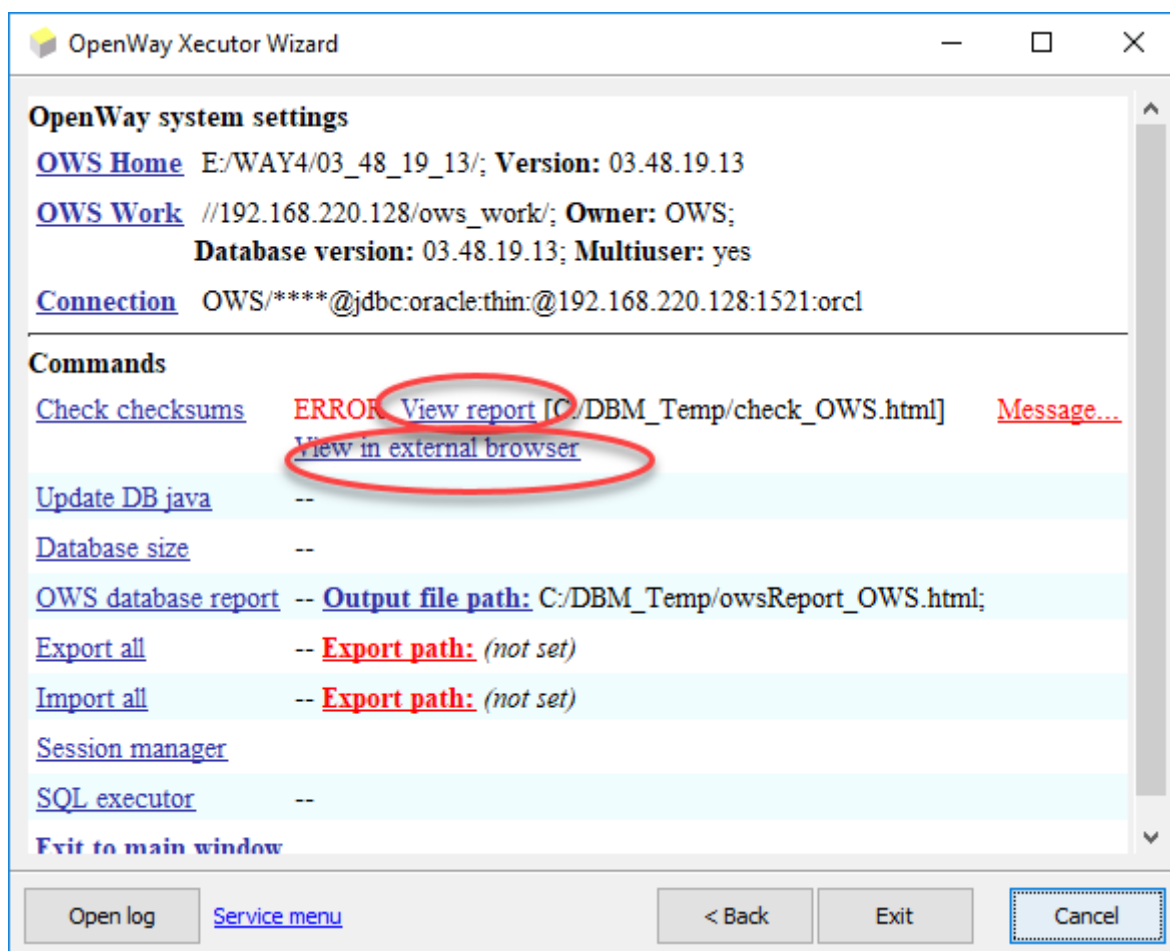 OpenWay Xecutor Wizard
OpenWay system settings
OWS Home E:/WAY4/03_48_19_13/; Version: 03.48.19.13
OWS Work //192.168.220.128/ows_work/; Owner: OWS;
Database version: 03.48.19.13; Multiuser: yes
Connection OWS/****@jdbc:oracle:thin:@192.168.220.128:1521:orcl
Commands
Check checksums ERROR View report [C:/DBM_Temp/check_OWS.html] Message...
View in external browser
Update DB java --
Database size --
OWS database report -- Output file path: C:/DBM_Temp/owsReport_OWS.html;
Export all -- Export path: (not set)
Import all -- Export path: (not set)
Session manager
SQL executor --
Exit to main window
Open log Service menu < Back Exit Cancel